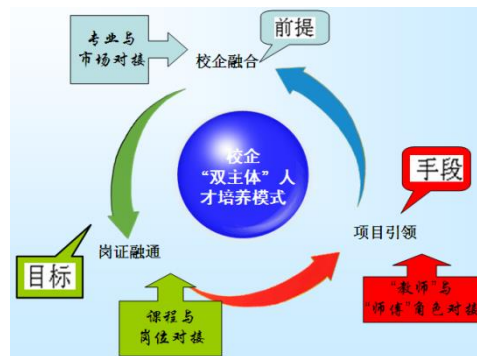 专业与
市场对接
前提
校企融合
校企
“双主体”人
才培养模式
手段
项目引领
目标
岗证融通
课程与
岗位对接
“教师”与
“师傅”角色对接